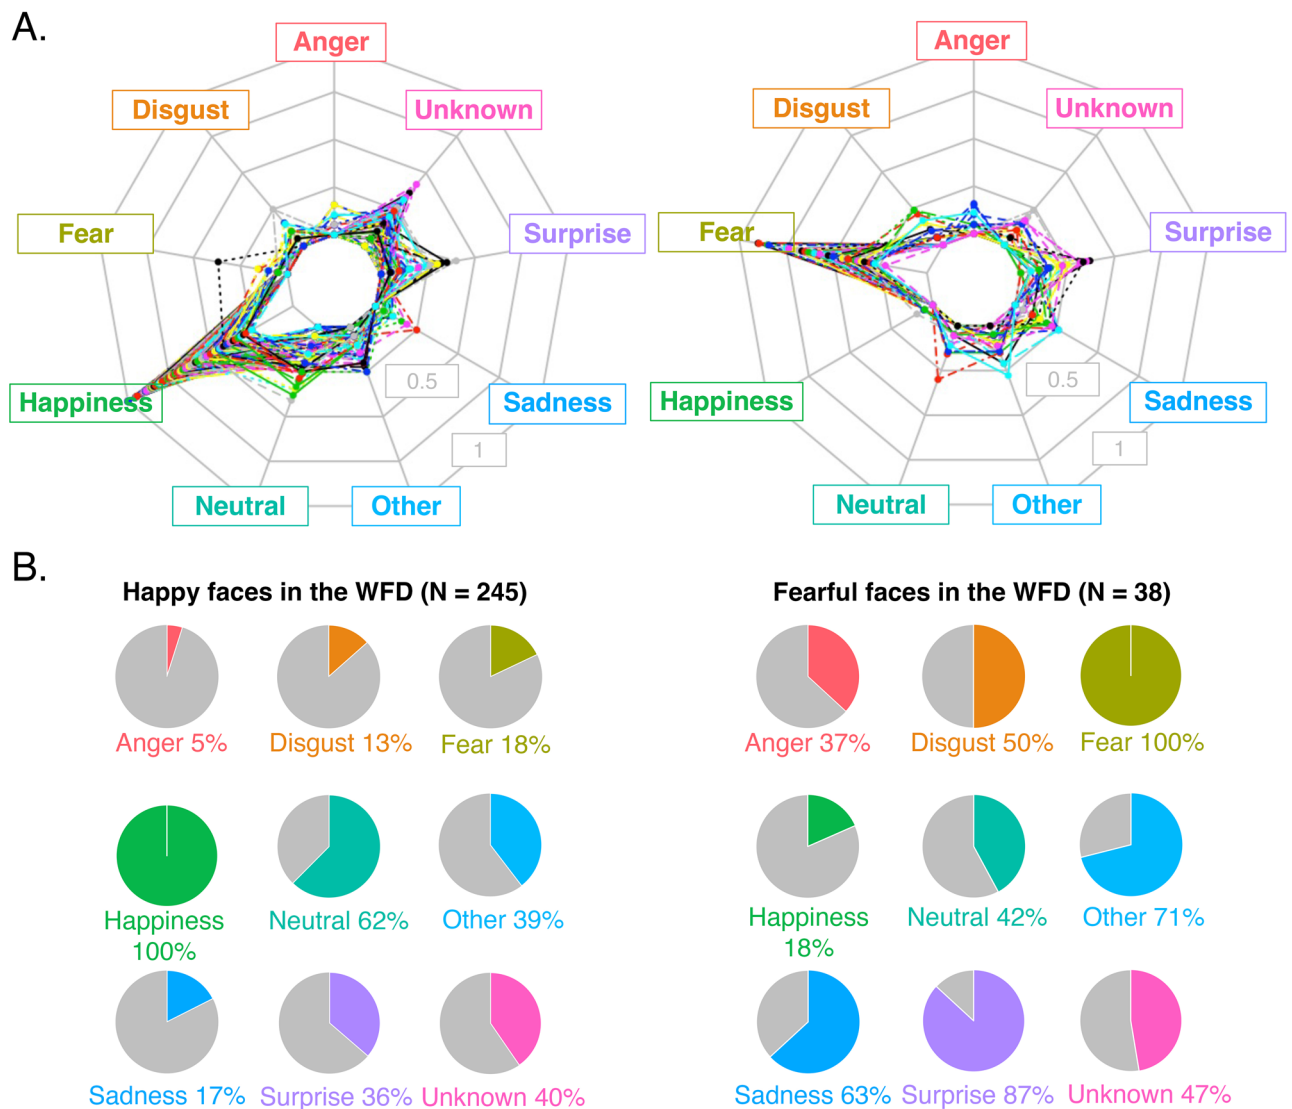 A.
Anger
Anger
Disgust
Unknown
Disgust
Unknown
Fear
Surprise
Fear
Surprise
0.5
0.5
Happiness
Sadness
Happiness
Sadness
1
1
Neutral
Other
Neutral
Other
B.
Happy faces in the WFD (N = 245)
Fearful faces in the WFD (N = 38)
Anger 5%
Disgust 13%
Fear 18%
Anger 37%
Disgust 50%
Fear 100%
Happiness
100%
Neutral 62%
Other 39%
Happiness
18%
Neutral 42%
Other 71%
Sadness 17%
Surprise 36%
Unknown 40%
Sadness 63%
Surprise 87%
Unknown 47%